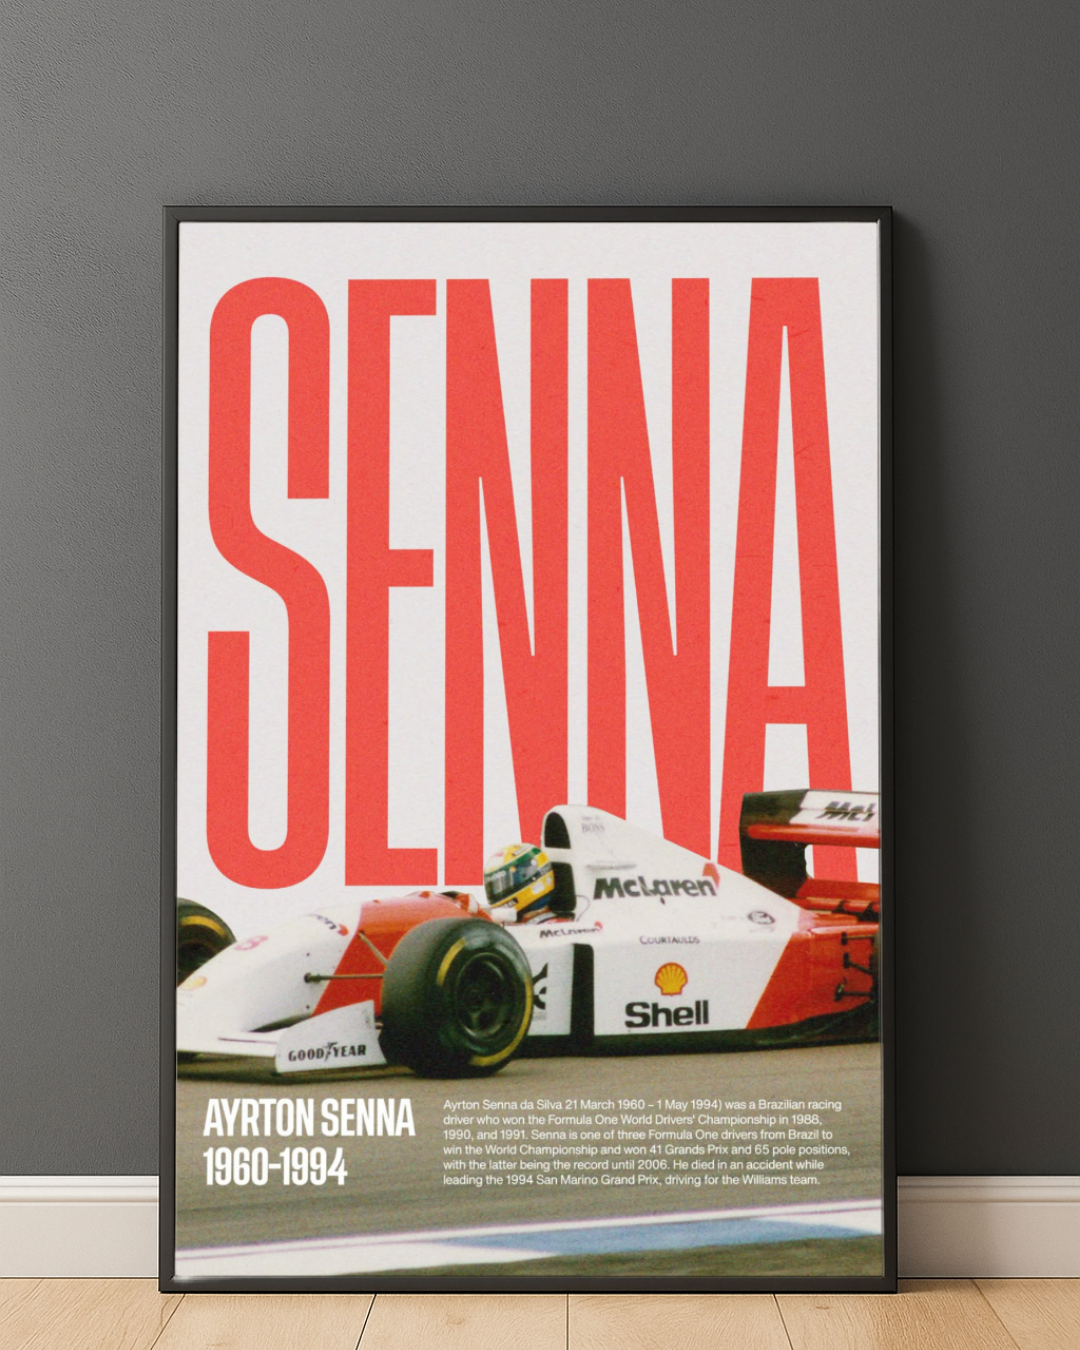 SENNA
BOSS
McL
McLaren
McLaren
COURTAULDS
Shell
GOODYEAR
AYRTON SENNA
1960-1994
Ayrton Senna da Silva 21 March 1960 – 1 May 1994) was a Brazilian racing
driver who won the Formula One World Drivers' Championship in 1988,
1990, and 1991. Senna is one of three Formula One drivers from Brazil to
win the World Championship and won 41 Grands Prix and 65 pole positions,
with the latter being the record until 2006. He died in an accident while
leading the 1994 San Marino Grand Prix, driving for the Williams team.